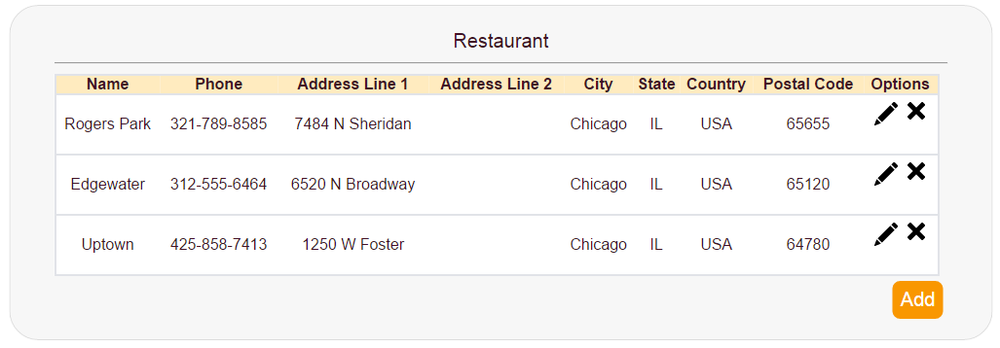 Restaurant
Name Phone Address Line 1 Address Line 2 City State Country Postal Code Options
Rogers Park 321-789-8585 7484 N Sheridan Chicago IL USA 65655
Edgewater 312-555-6464 6520 N Broadway Chicago IL USA 65120
Uptown 425-858-7413 1250 W Foster Chicago IL USA 64780
Add